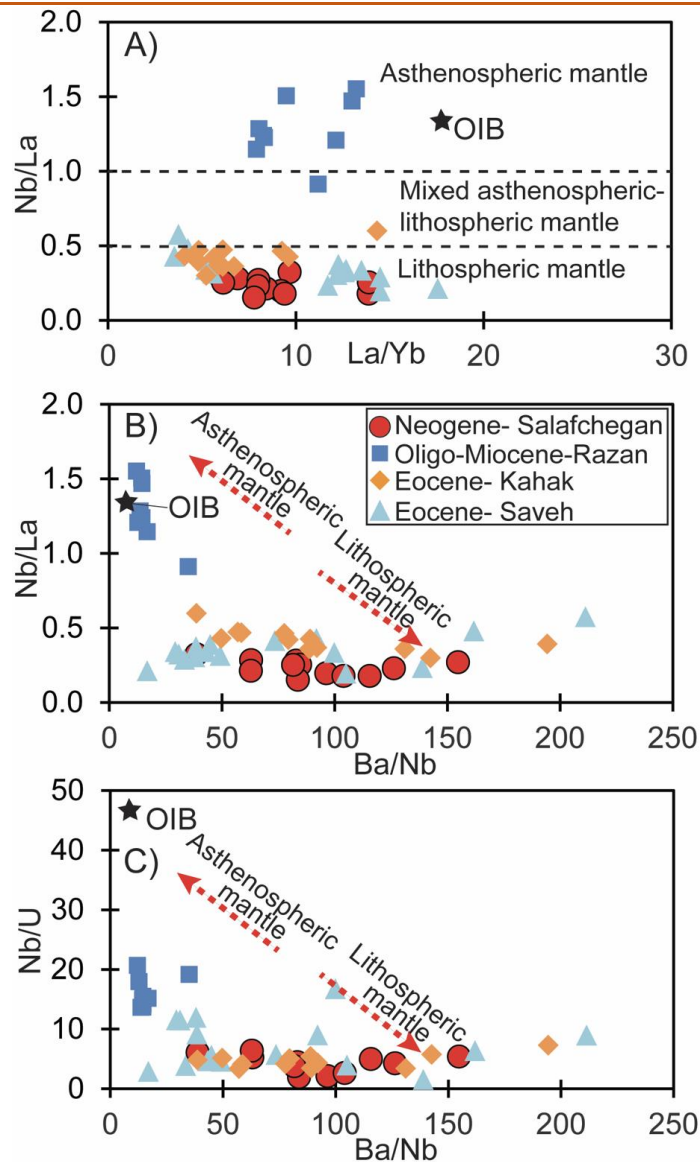 A)
2.0
1.5
1.0
0.5
0.0
Nb/La
Asthenospheric mantle
OIB
Mixed asthenospheric-
lithospheric mantle
Lithospheric mantle
0
10
20
30
La/Yb
B)
2.0
1.5
1.0
0.5
0.0
Nb/La
Asthenospheric
mantle
OIB
Lithospheric
mantle
Neogene- Salafchegan
Oligo-Miocene-Razan
Eocene- Kahak
Eocene- Saveh
0
50
100
150
200
250
Ba/Nb
50
40
30
20
10
0
Nb/U
OIB
C)
Asthenospheric
mantle
Lithospheric
mantle
0
50
100
150
200
250
Ba/Nb